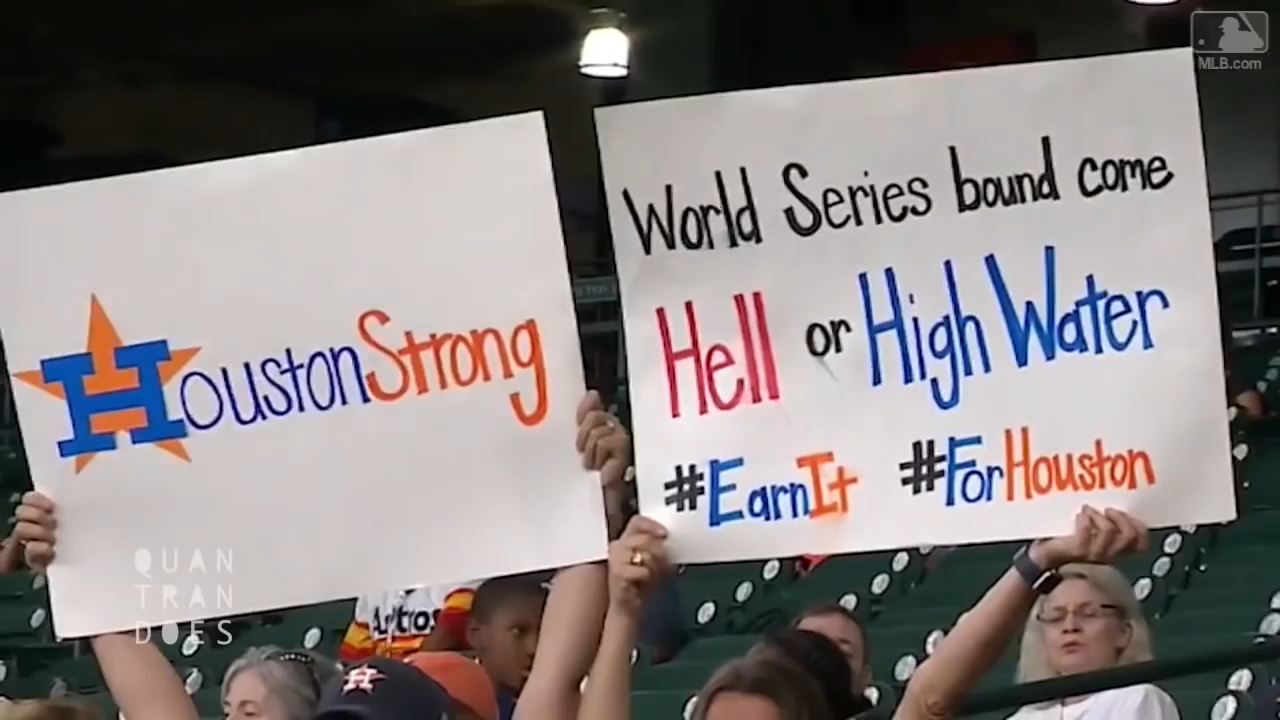 MLB.com
HoustonStrong
World Series bound come
Hell or High Water
#EarnIt #ForHouston
Astros
H
QUAN
TRAN
DOES